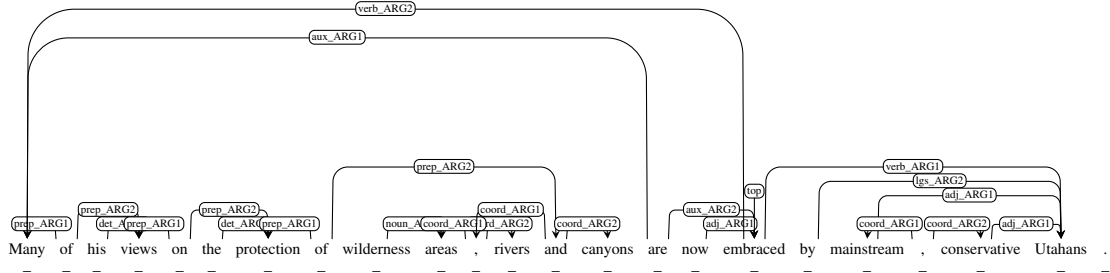 verb_ARG2
aux_ARG1
prep_ARG2 verb_ARG1
lgs_ARG2
top adj_ARG1
prep_ARG2 prep_ARG2 coord_ARG1 aux_ARG2
prep_ARG1 prep_ARG1 prep_ARG1 coord_ARG1 coord_ARG2 adj_ARG1 coord_ARG1 coord_ARG2 adj_ARG1
Many of his views on the protection of wilderness areas , rivers and canyons are now embraced by mainstream , conservative Utahans .
_ _ _ _ _ _ _ _ _ _ _ _ _ _ _ _ _ _ _ _ _ _ _